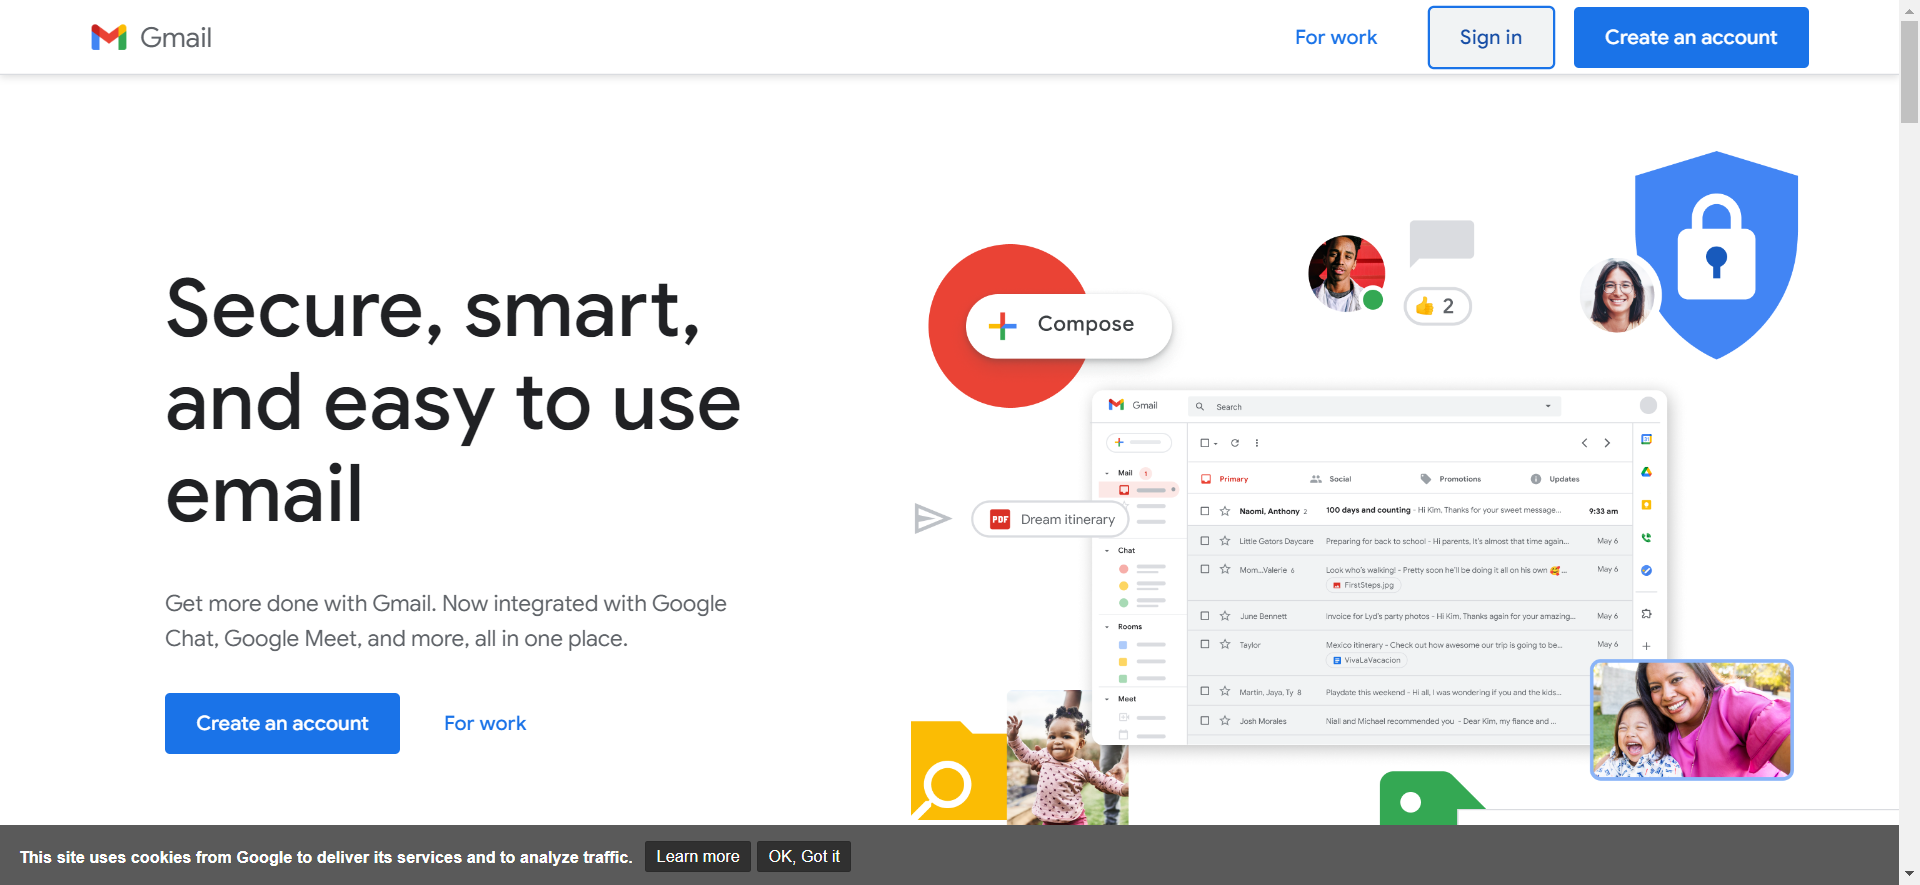 Gmail
For work
Sign in
Create an account
Secure, smart,
and easy to use
email
Get more done with Gmail. Now integrated with Google
Chat, Google Meet, and more, all in one place.
Create an account
For work
2
Compose
Gmail
Search
Mail
1
Primary
Social
Promotions
Updates
PDF Dream itinerary
Naomi, Anthony 2 100 days and counting - Hi Kim, Thanks for your sweet message... 9:33 am
Little Gators Daycare Preparing for back to school - Hi parents, It's almost that time again... May 6
Mom...Valerie 6 Look who's walking! - Pretty soon he'll be doing it all on his own 🥰 ... May 6
FirstSteps.jpg
June Bennett Invoice for Lyd's party photos - Hi Kim, Thanks again for your amazing... May 6
Taylor Mexico itinerary - Check out how awesome our trip is going to be... May 6
VivaLaVacacion
Martin, Jaya, Ty 8 Playdate this weekend - Hi all, I was wondering if you and the kids...
Josh Morales Niall and Michael recommended you - Dear Kim, my fiance and ...
Chat
Rooms
Meet
This site uses cookies from Google to deliver its services and to analyze traffic.
Learn more
OK, Got it